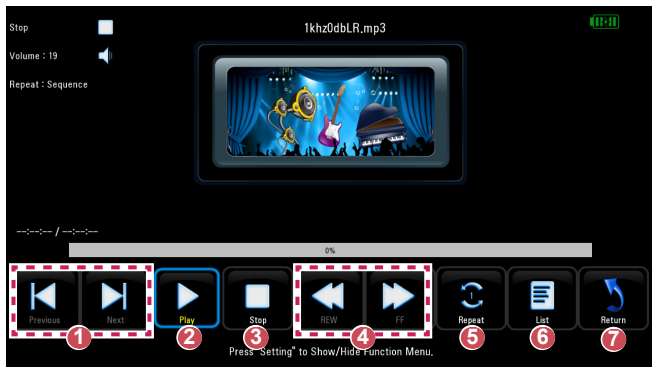 Stop
1khz0dbLR.mp3
Volume : 19
Repeat : Sequence
--:--:-- / --:--:--
0%
Previous
Next
Play
Stop
REW
FF
1
Repeat
List
Return
1
2
3
4
5
6
7
Press "Setting" to Show/Hide Function Menu.